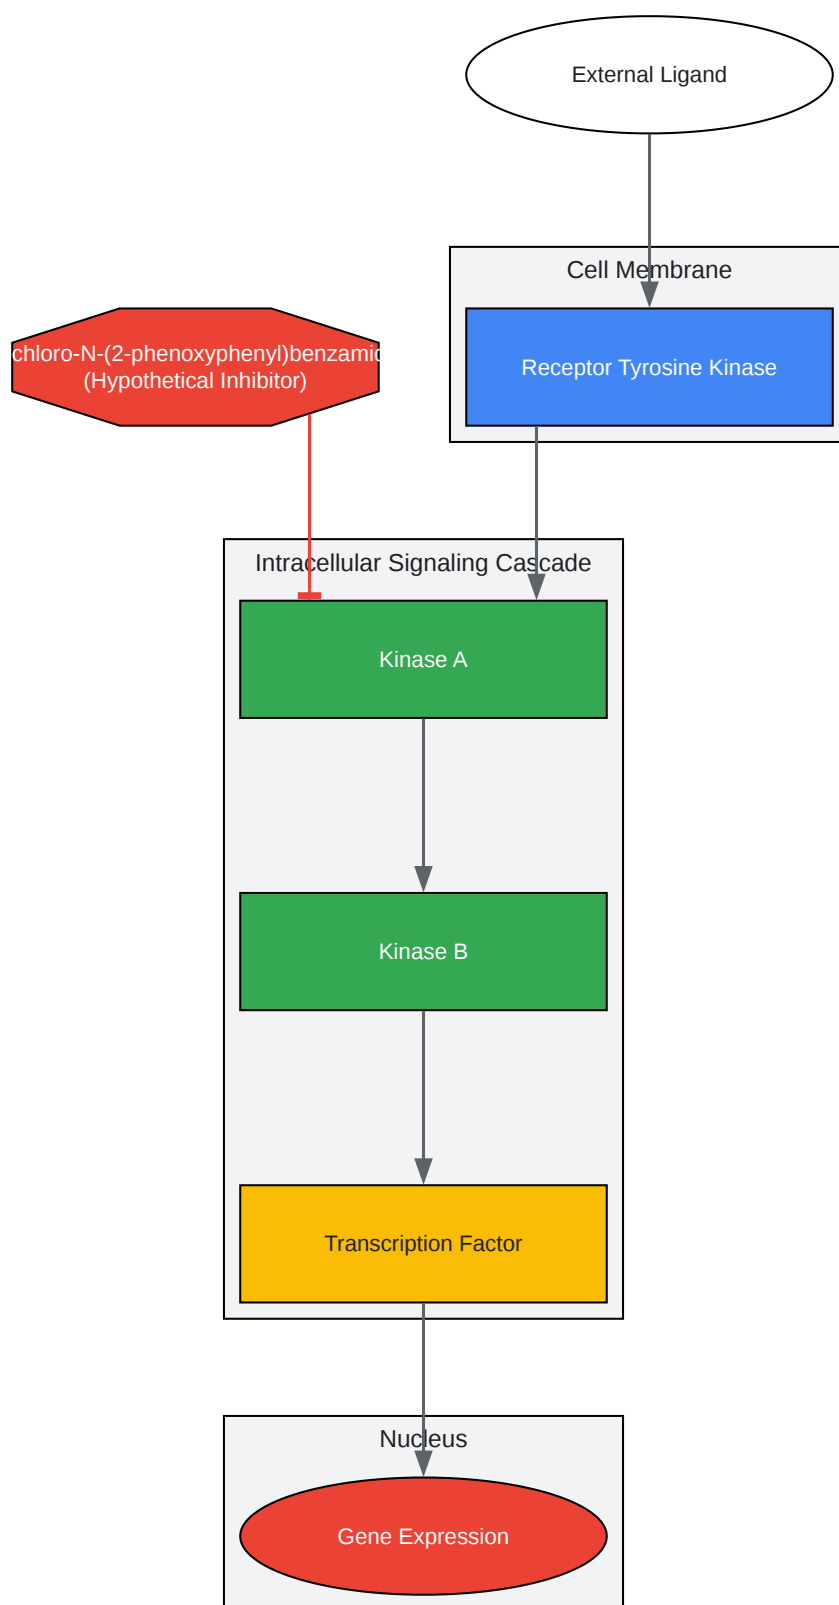 External Ligand
Cell Membrane
Receptor Tyrosine Kinase
chloro-N-(2-phenoxyphenyl)benzamid
(Hypothetical Inhibitor)
Intracellular Signaling Cascade
Kinase A
Kinase B
Transcription Factor
Nucleus
Gene Expression